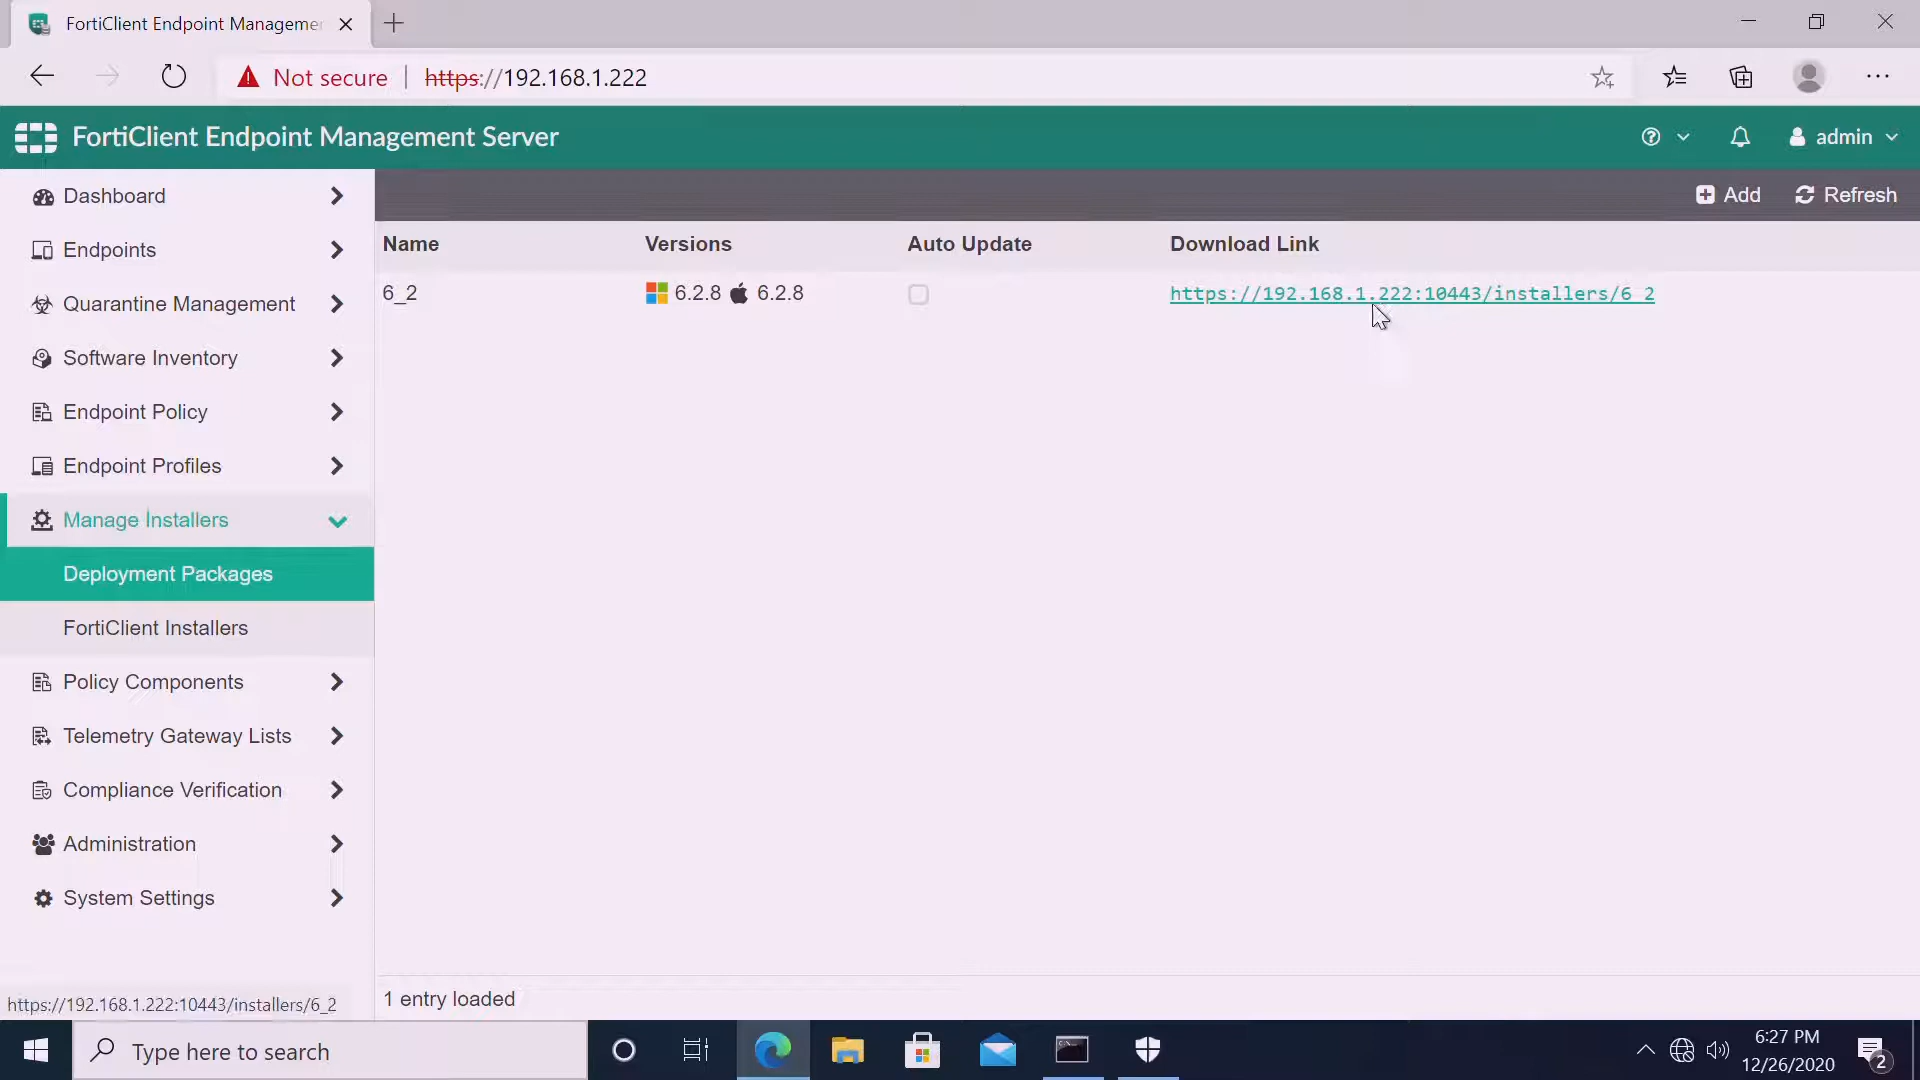 FortiClient Endpoint Manageme
Not secure
https://192.168.1.222
FortiClient Endpoint Management Server
admin
Dashboard
Endpoints
Quarantine Management
Software Inventory
Endpoint Policy
Endpoint Profiles
Manage Installers
Deployment Packages
FortiClient Installers
Policy Components
Telemetry Gateway Lists
Compliance Verification
Administration
System Settings
Add
Refresh
Name
Versions
Auto Update
Download Link
6_2
6.2.8
6.2.8
https://192.168.1.222:10443/installers/6_2
1 entry loaded
https://192.168.1.222:10443/installers/6_2
Type here to search
6:27 PM
12/26/2020
2